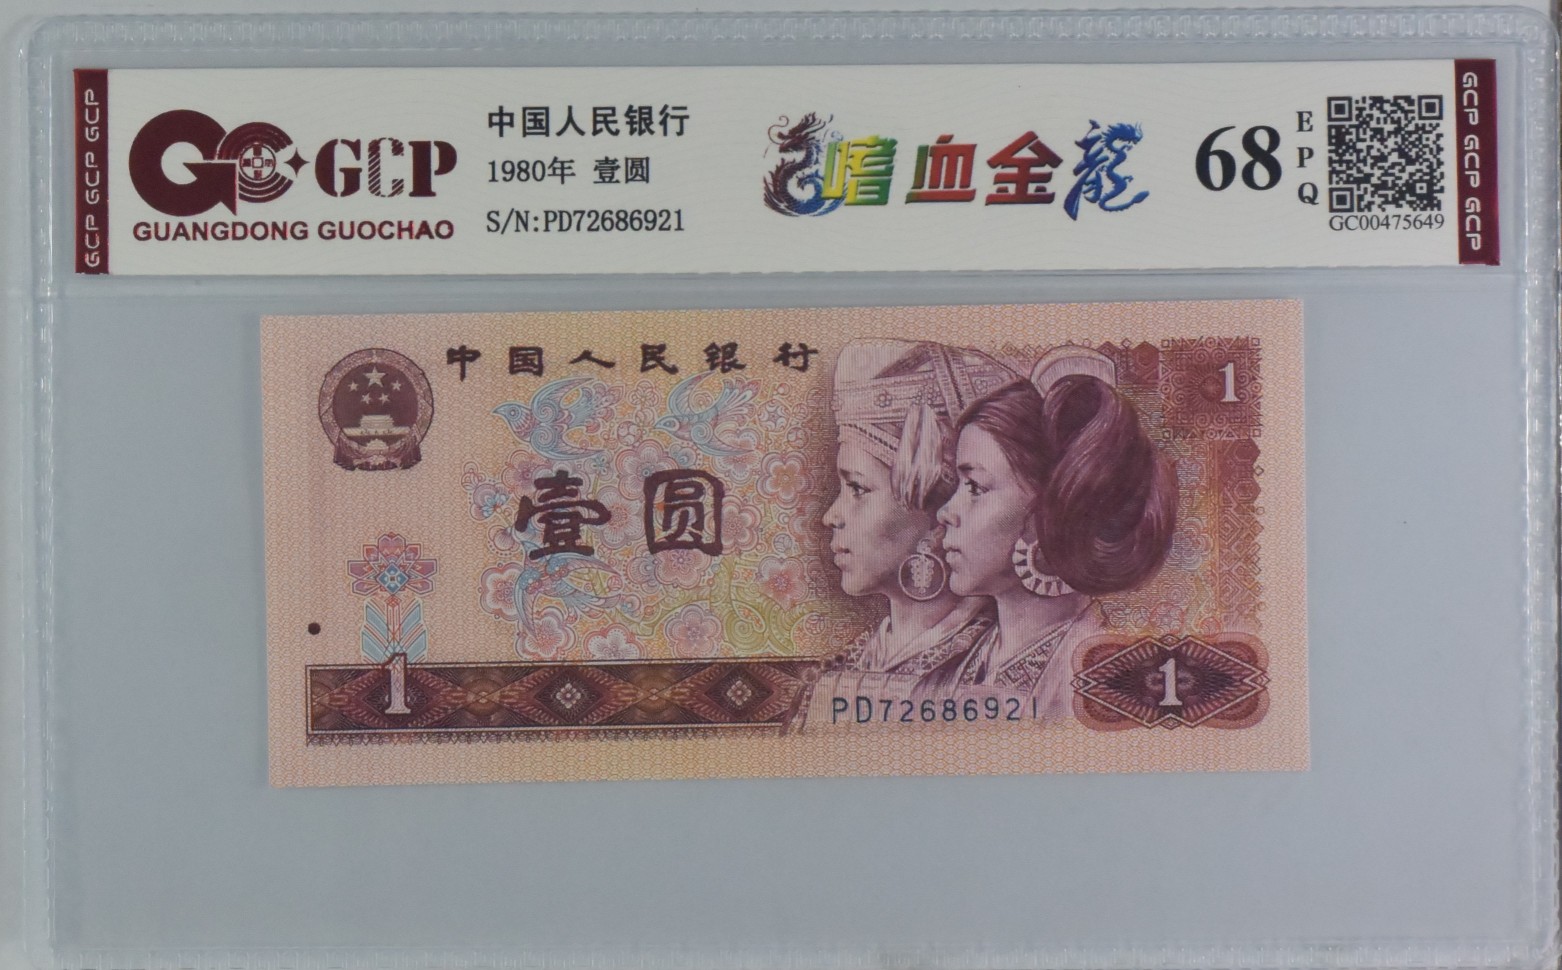 GCP GCP GCP
GCP
GUANGDONG GUOCHAO
中国人民银行
1980年 壹圆
S/N:PD72686921
嗜血金龍
68
EPQ
GC00475649
GCP GCP GCP
中国人民银行
1
壹圆
1
PD72686921
1